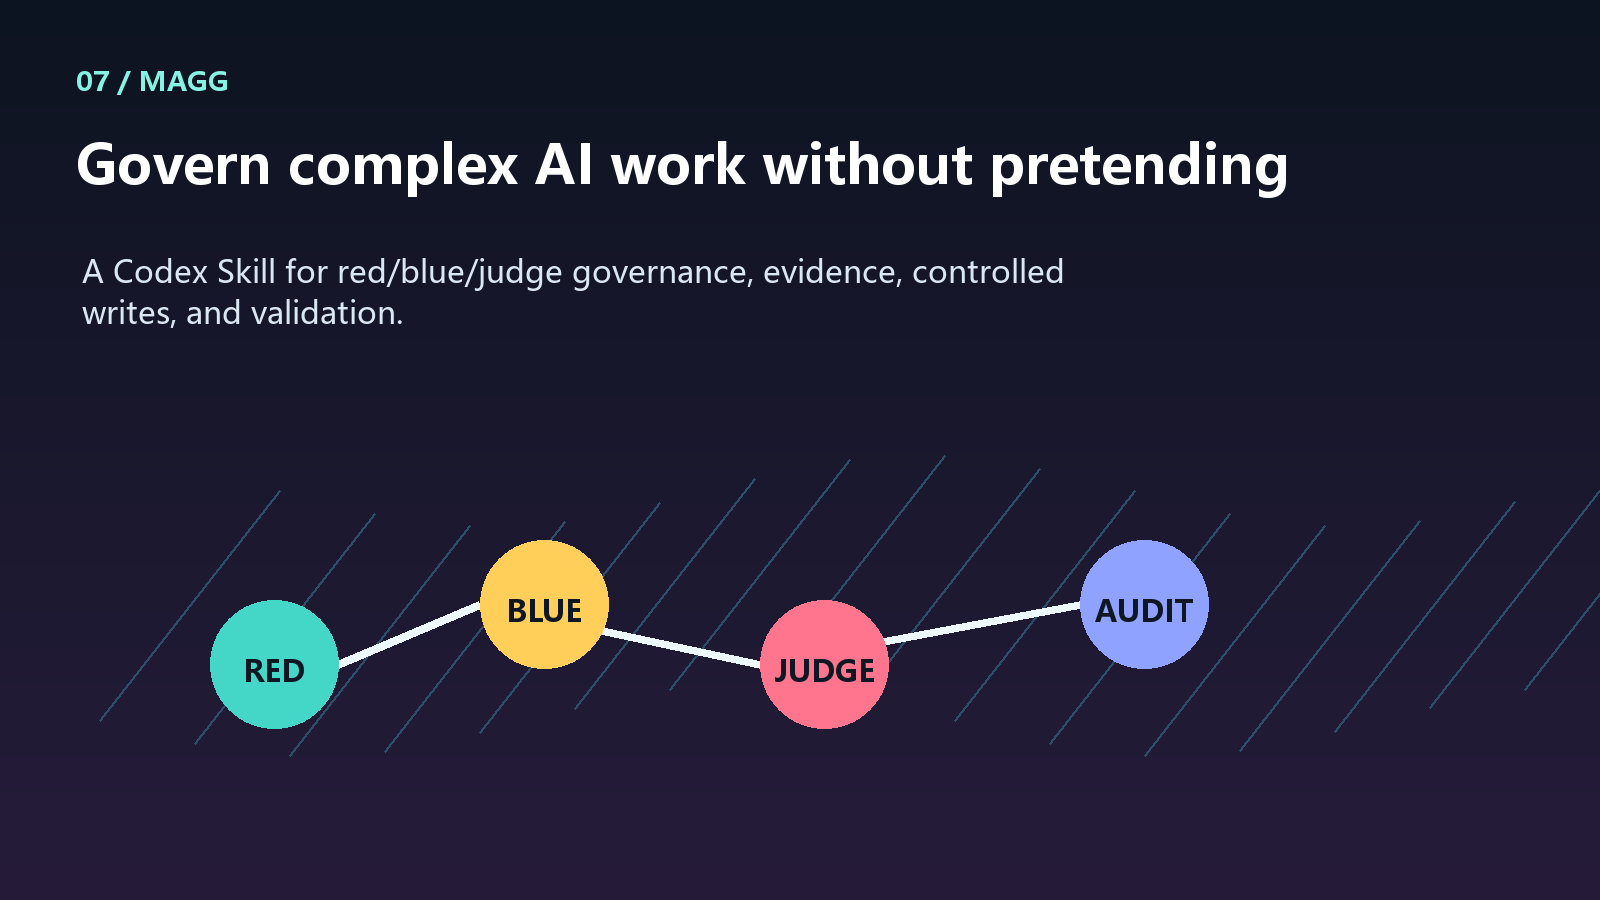 07 / MAGG
Govern complex AI work without pretending
A Codex Skill for red/blue/judge governance, evidence, controlled
writes, and validation.
RED
BLUE
JUDGE
AUDIT